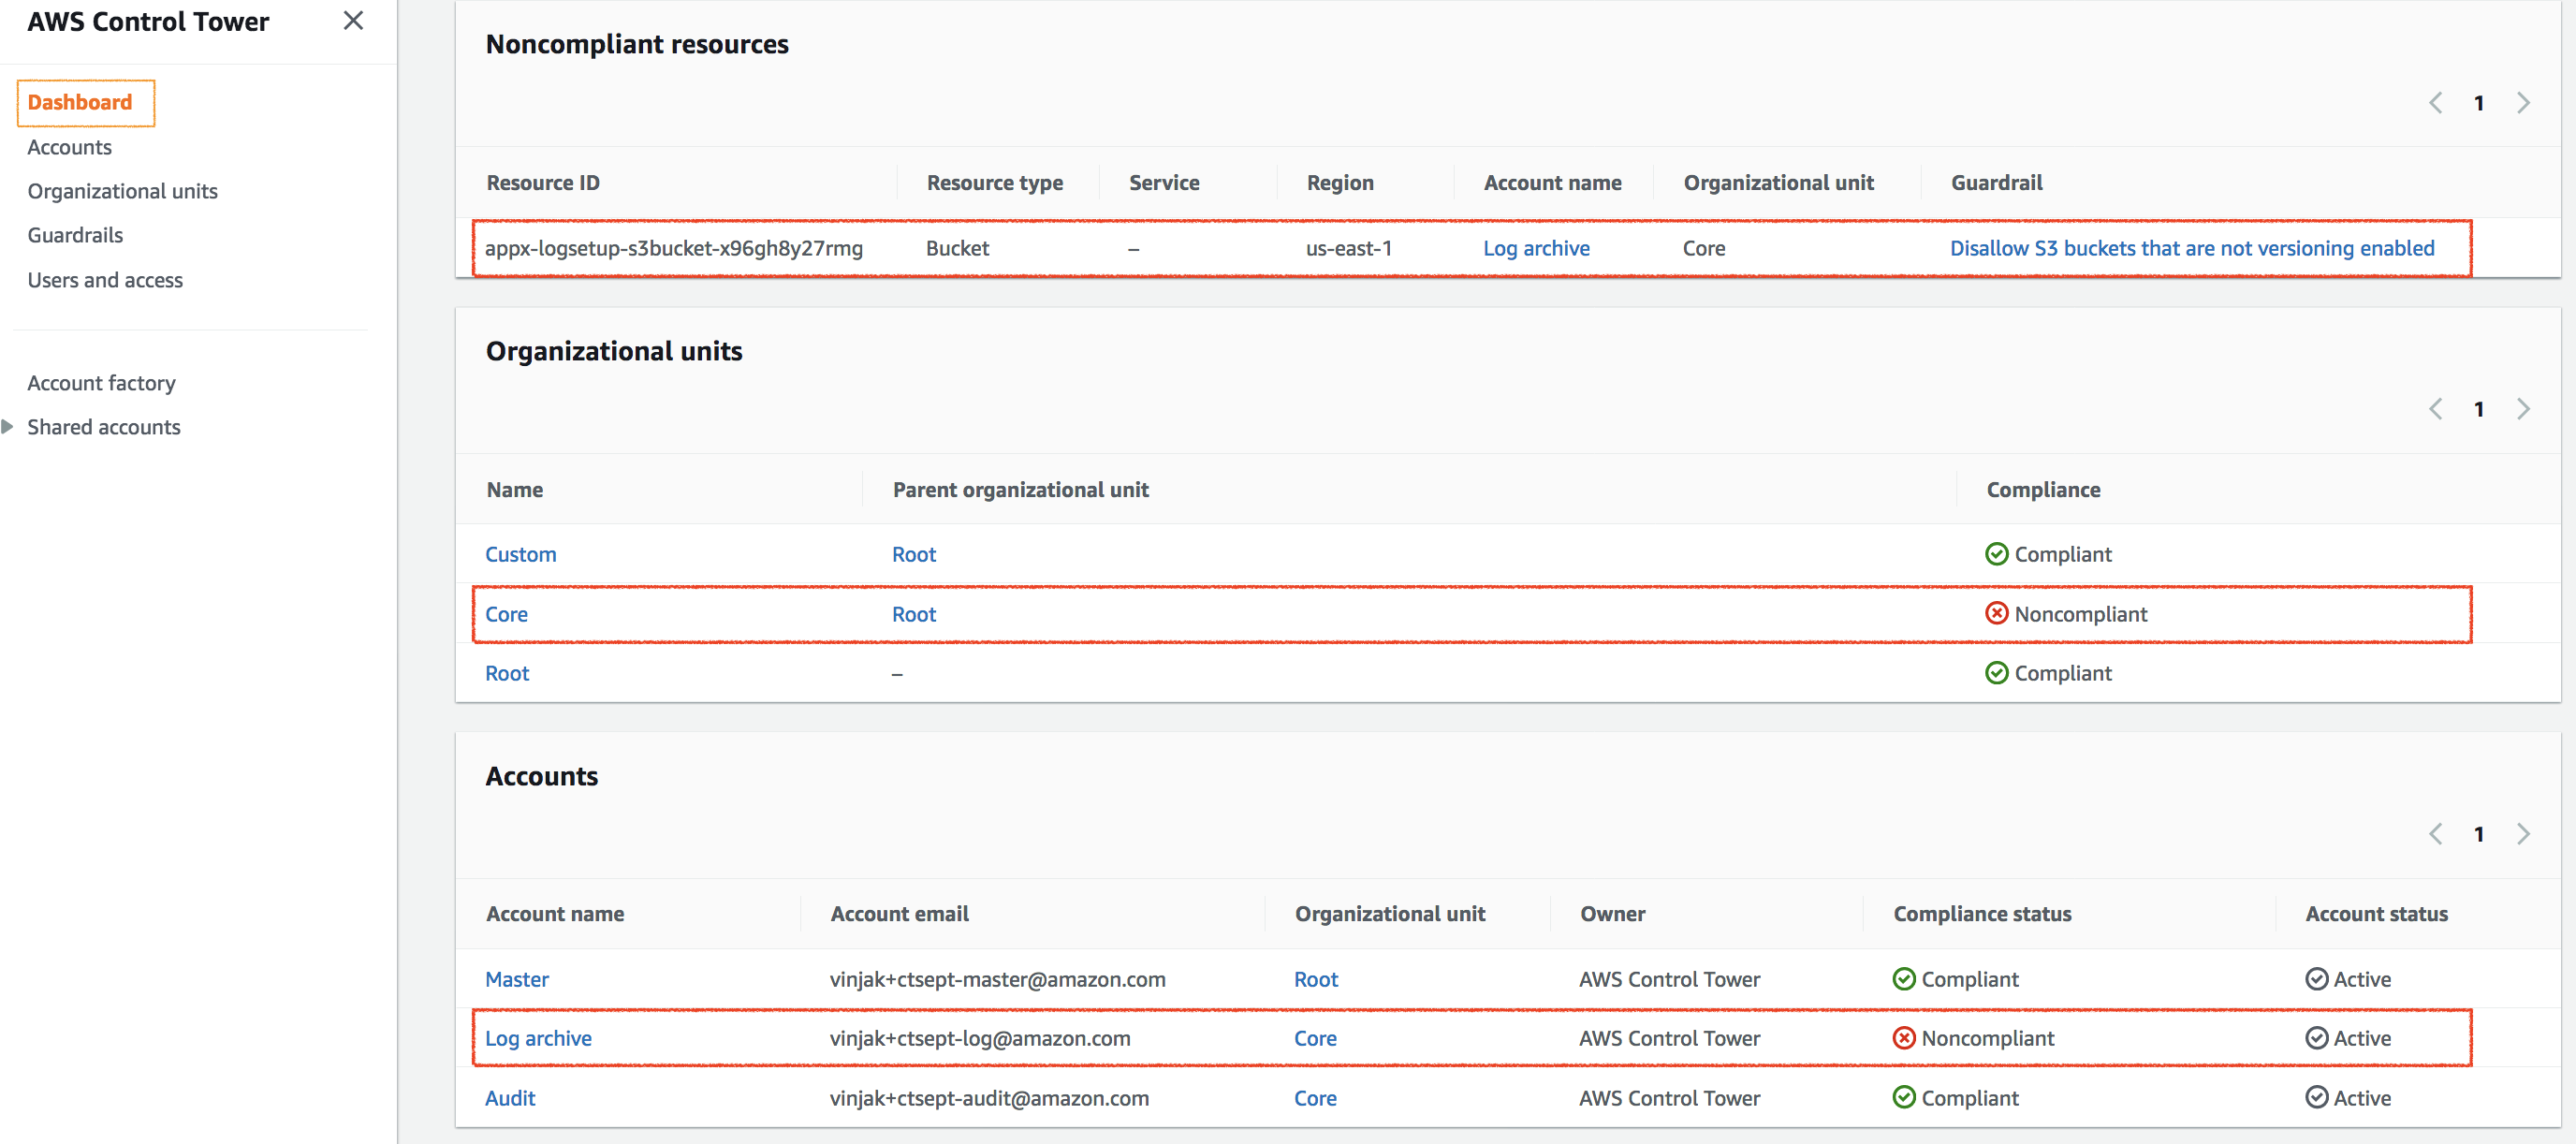 AWS Control Tower
Dashboard
Accounts
Organizational units
Guardrails
Users and access
Account factory
Shared accounts
Noncompliant resources
1
Resource ID Resource type Service Region Account name Organizational unit Guardrail
appx-logsetup-s3bucket-x96gh8y27rmg Bucket – us-east-1 Log archive Core Disallow S3 buckets that are not versioning enabled
Organizational units
1
Name Parent organizational unit Compliance
Custom Root Compliant
Core Root Noncompliant
Root – Compliant
Accounts
1
Account name Account email Organizational unit Owner Compliance status Account status
Master vinjak+ctsept-master@amazon.com Root AWS Control Tower Compliant Active
Log archive vinjak+ctsept-log@amazon.com Core AWS Control Tower Noncompliant Active
Audit vinjak+ctsept-audit@amazon.com Core AWS Control Tower Compliant Active